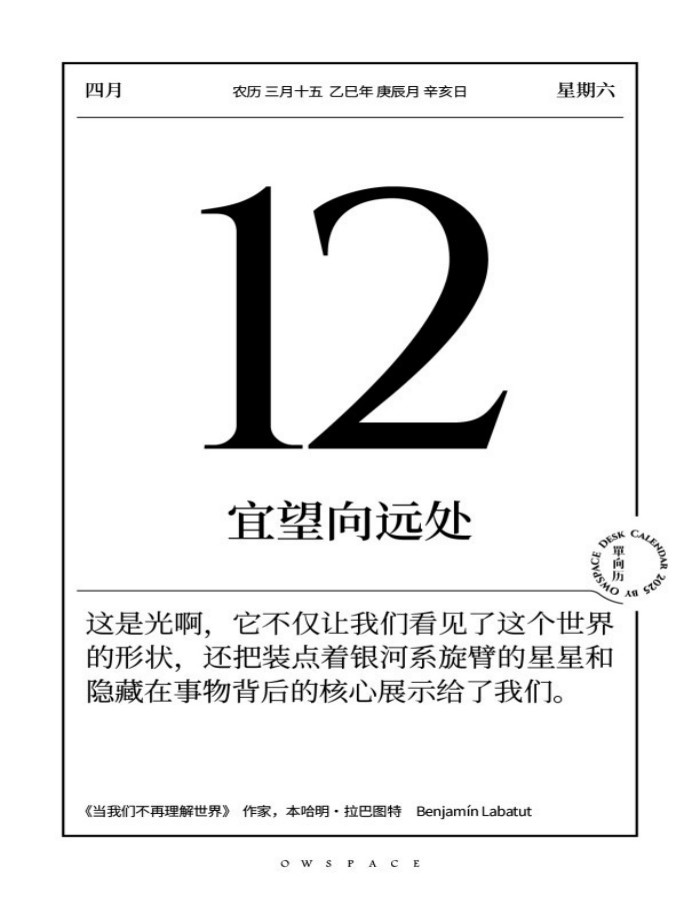 四月
农历 三月十五 乙巳年 庚辰月 辛亥日
星期六
12
宜望向远处
OWSPACE DESK CALENDAR 2025 BY
單向历
这是光啊，它不仅让我们看见了这个世界
的形状，还把装点着银河系旋臂的星星和
隐藏在事物背后的核心展示给了我们。
《当我们不再理解世界》 作家，本哈明·拉巴图特 Benjamín Labatut
OWSPACE